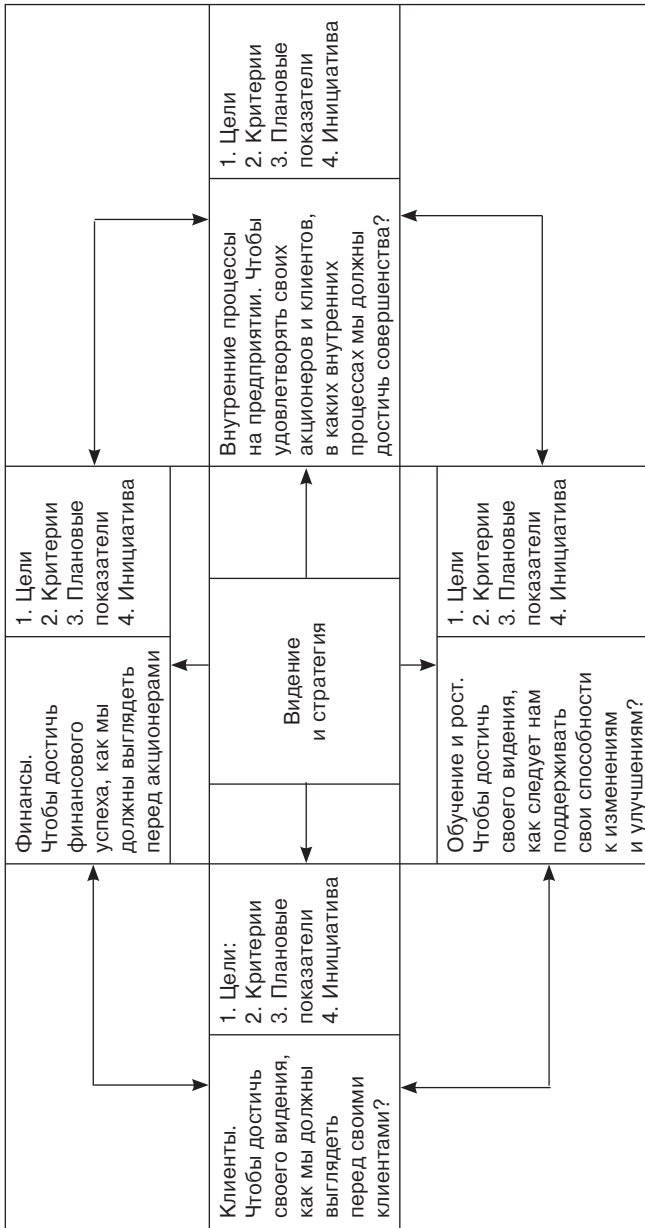 Финансы.
Чтобы достичь
финансового
успеха, как мы
должны выглядеть
перед акционерами
1. Цели
2. Критерии
3. Плановые
показатели
4. Инициатива
Клиенты.
Чтобы достичь
своего видения,
как мы должны
выглядеть
перед своими
клиентами?
1. Цели:
2. Критерии
3. Плановые
показатели
4. Инициатива
Видение
и стратегия
Внутренние процессы
на предприятии. Чтобы
удовлетворять своих
акционеров и клиентов,
в каких внутренних
процессах мы должны
достичь совершенства?
1. Цели
2. Критерии
3. Плановые
показатели
4. Инициатива
Обучение и рост.
Чтобы достичь
своего видения,
как следует нам
поддерживать
свои способности
к изменениям
и улучшениям?
1. Цели
2. Критерии
3. Плановые
показатели
4. Инициатива